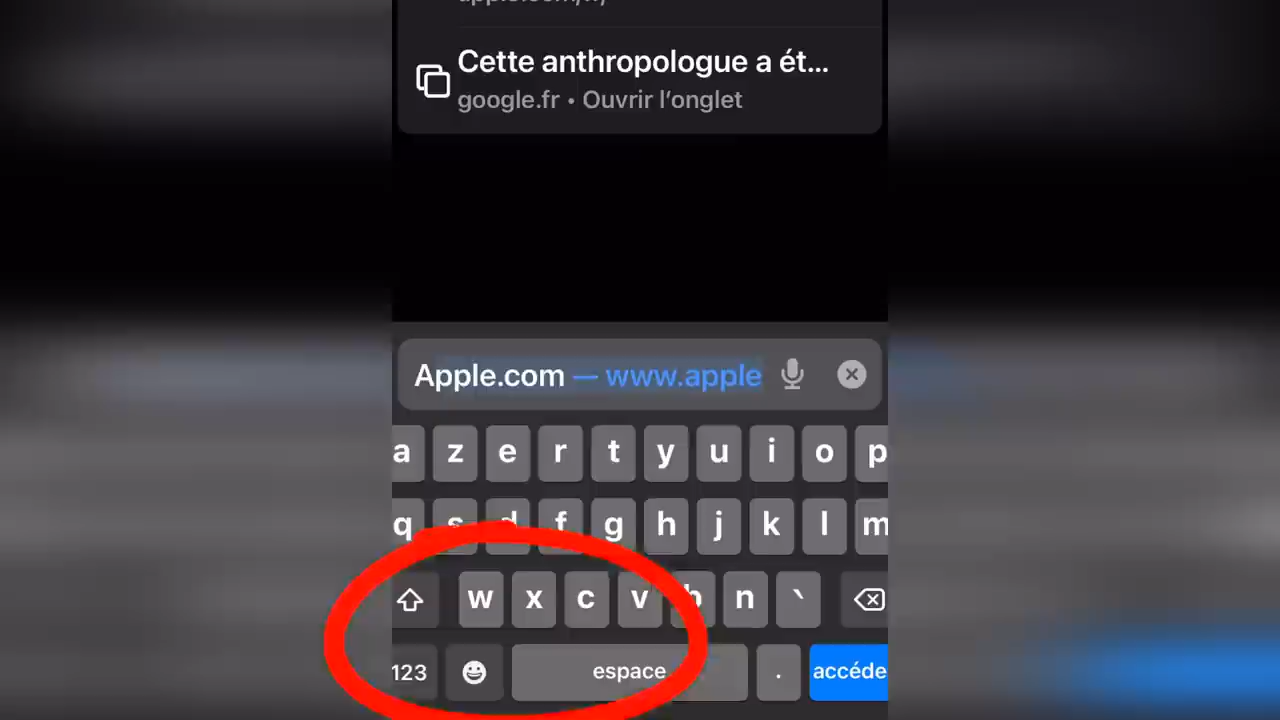 Cette anthropologue a ét...
google.fr • Ouvrir l’onglet
Apple.com — www.apple
a z e r t y u i o p
q s d f g h j k l m
w x c v b n `
123 espace . accéde